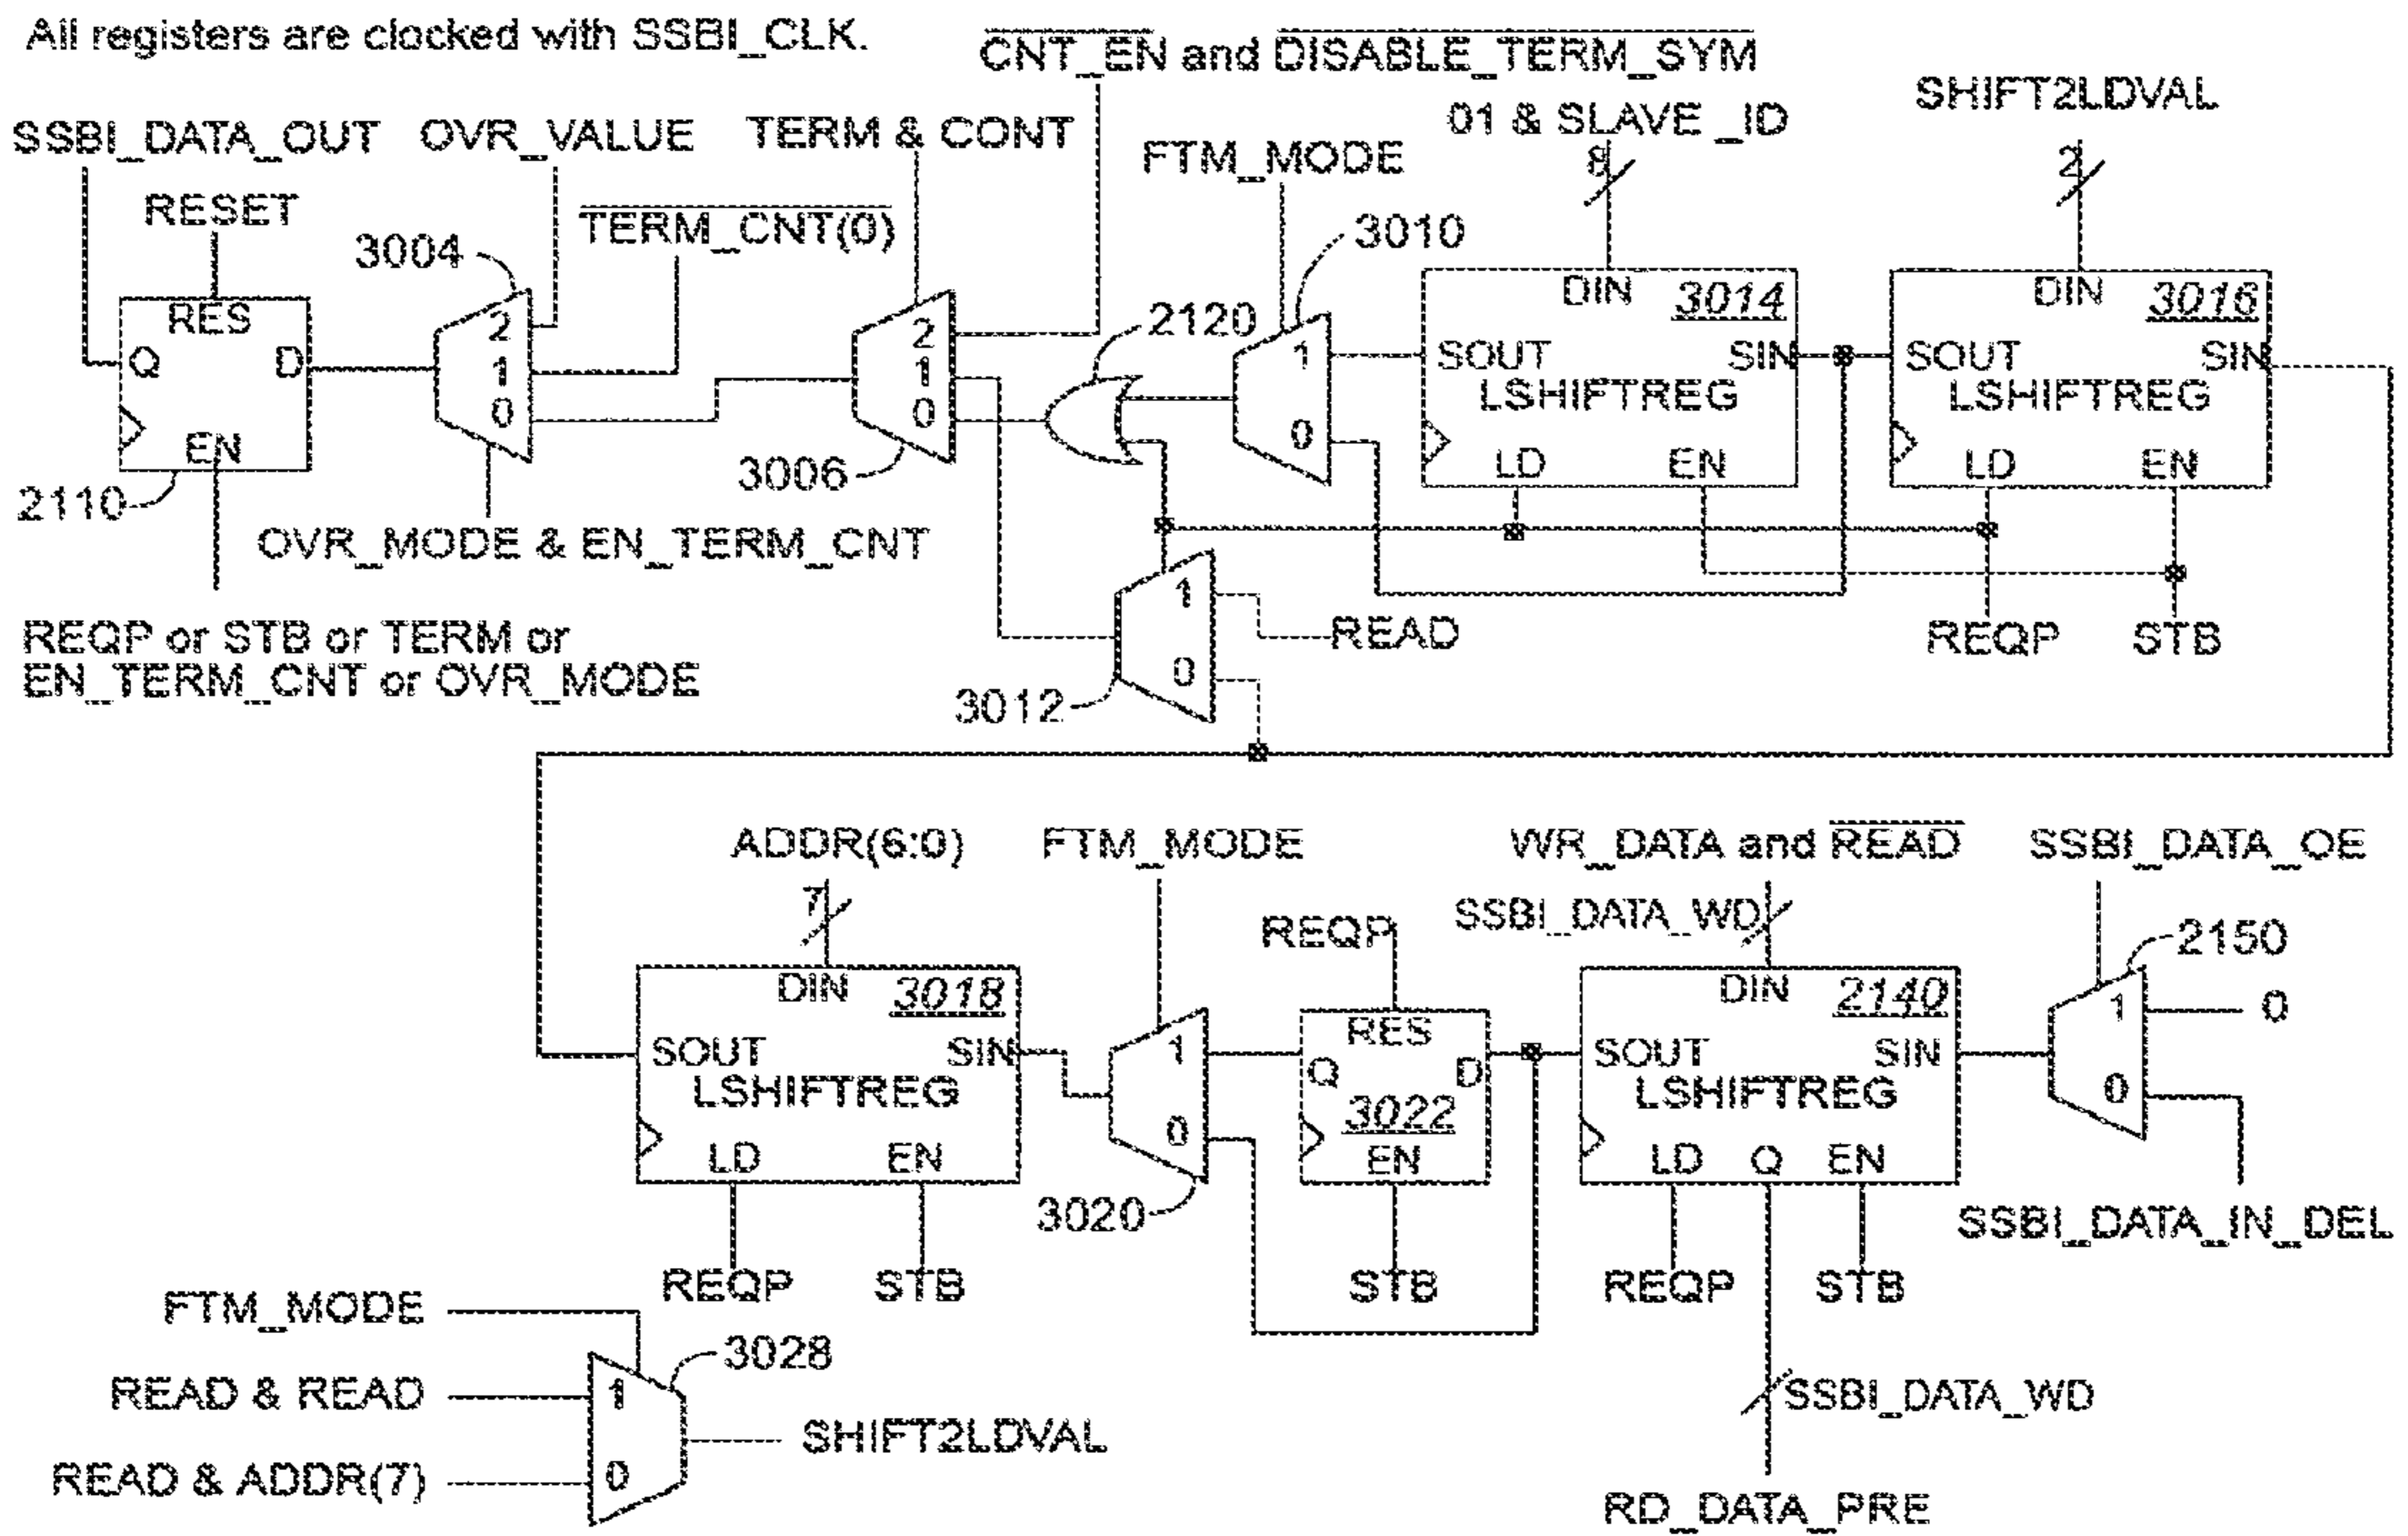 All registers are clocked with SSBI_CLK.
CNT_EN and DISABLE_TERM_SYM
SHIFT2LDVAL
01 & SLAVE _ID
SSBI_DATA_OUT
OVR_VALUE
TERM & CONT
FTM_MODE
8
2
RESET
TERM_CNT(0)
3004
3010
2120
RES
Q
D
EN
2110
2
1
0
2
1
0
3006
1
0
DIN
3014
SOUT
SIN
LSHIFTREG
LD
EN
DIN
3016
SOUT
SIN
LSHIFTREG
LD
EN
OVR_MODE & EN_TERM_CNT
REQP or STB or TERM or
EN_TERM_CNT or OVR_MODE
1
0
READ
3012
REQP
STB
ADDR(6:0)
FTM_MODE
WR_DATA and READ
SSBI_DATA_OE
7
REQP
SSBI_DATA_WD
2150
DIN
3018
SOUT
SIN
LSHIFTREG
LD
EN
1
0
3020
RES
Q
D
3022
EN
DIN
2140
SOUT
SIN
LSHIFTREG
LD
Q
EN
1
0
0
SSBI_DATA_IN_DEL
REQP
STB
STB
REQP
STB
FTM_MODE
3028
READ & READ
1
SSBI_DATA_WD
SHIFT2LDVAL
READ & ADDR(7)
0
RD_DATA_PRE